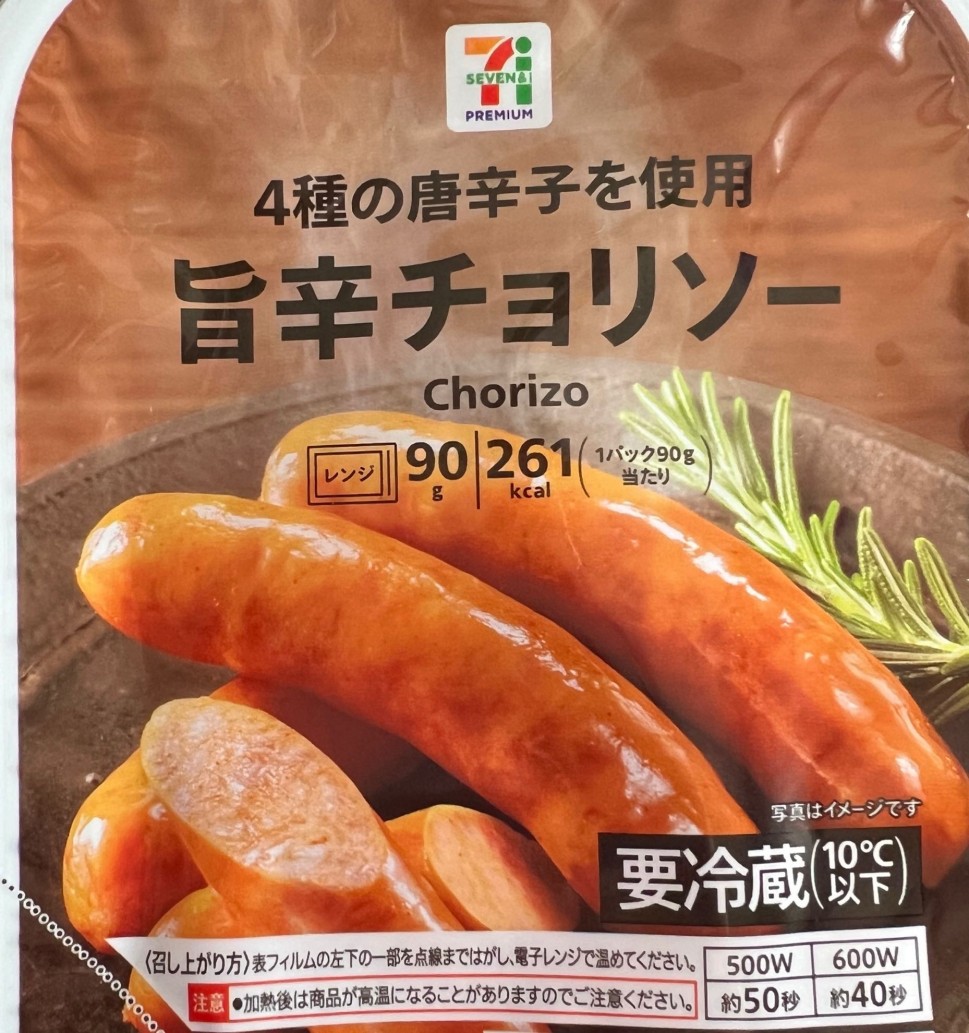 SEVEN&i
PREMIUM
4種の唐辛子を使用
旨辛チョリソー
Chorizo
レンジ 90g 261kcal (1パック90g当たり)
写真はイメージです
要冷蔵(10℃以下)
〈召し上がり方〉表フィルムの左下の一部を点線まではがし、電子レンジで温めてください。
注意 ●加熱後は商品が高温になることがありますのでご注意ください。
500W 600W
約50秒 約40秒